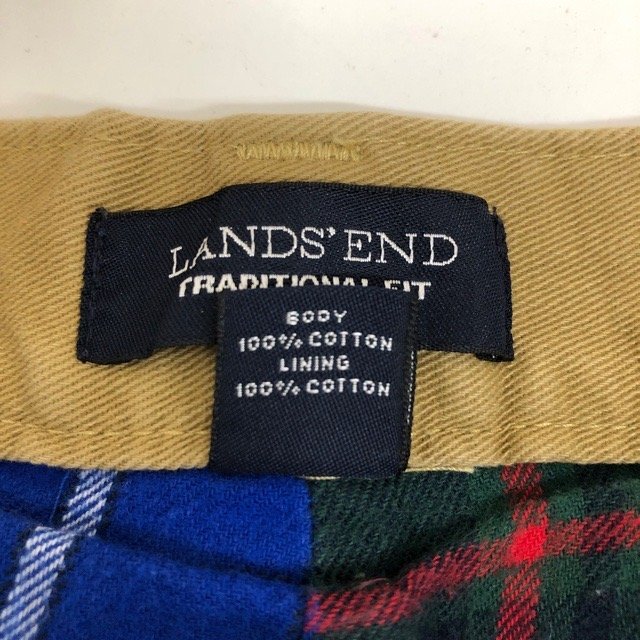 LANDS' END
TRADITIONAL FIT
BODY
100% COTTON
LINING
100% COTTON